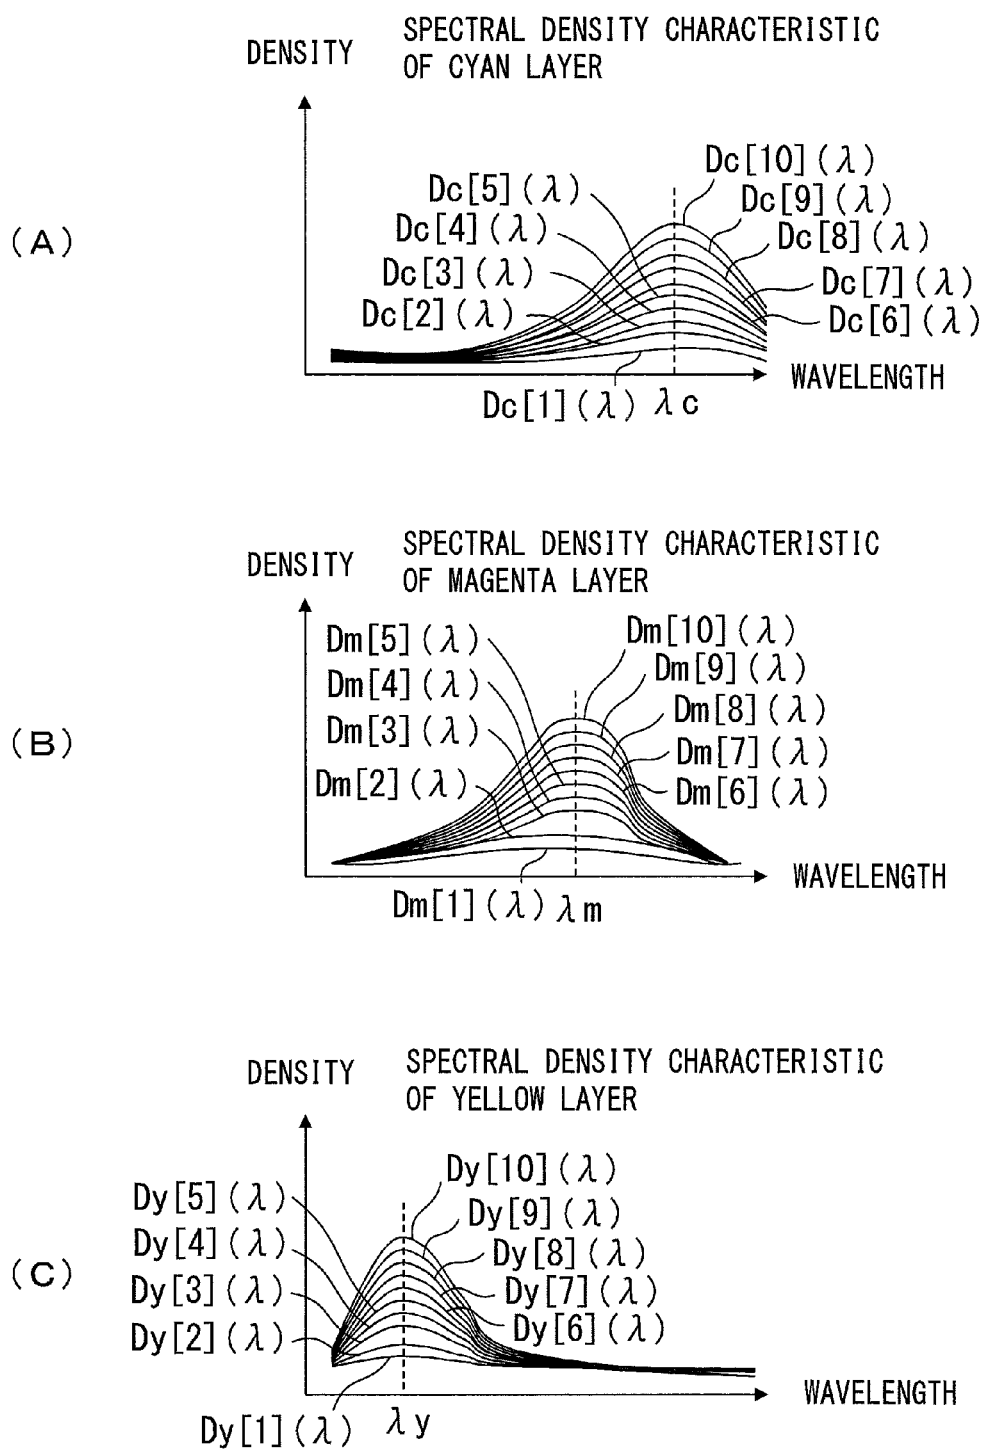 DENSITY
SPECTRAL DENSITY CHARACTERISTIC
OF CYAN LAYER
(A)
Dc[10](λ)
Dc[5](λ)
Dc[9](λ)
Dc[4](λ)
Dc[8](λ)
Dc[3](λ)
Dc[7](λ)
Dc[2](λ)
Dc[6](λ)
WAVELENGTH
Dc[1](λ)
λc
DENSITY
SPECTRAL DENSITY CHARACTERISTIC
OF MAGENTA LAYER
(B)
Dm[10](λ)
Dm[5](λ)
Dm[9](λ)
Dm[4](λ)
Dm[8](λ)
Dm[3](λ)
Dm[7](λ)
Dm[2](λ)
Dm[6](λ)
WAVELENGTH
Dm[1](λ)
λm
DENSITY
SPECTRAL DENSITY CHARACTERISTIC
OF YELLOW LAYER
(C)
Dy[10](λ)
Dy[5](λ)
Dy[9](λ)
Dy[4](λ)
Dy[8](λ)
Dy[3](λ)
Dy[7](λ)
Dy[2](λ)
Dy[6](λ)
WAVELENGTH
Dy[1](λ)
λy